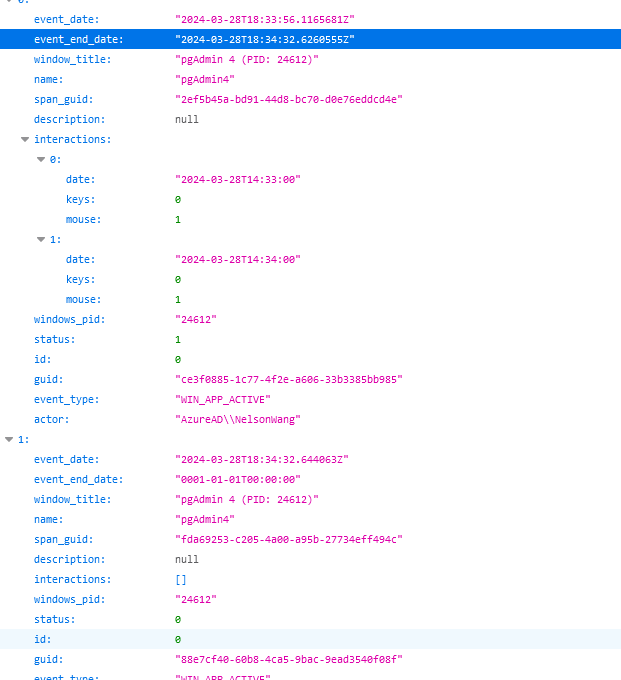 0:
event_date: "2024-03-28T18:33:56.1165681Z"
event_end_date: "2024-03-28T18:34:32.6260555Z"
window_title: "pgAdmin 4 (PID: 24612)"
name: "pgAdmin4"
span_guid: "2ef5b45a-bd91-44d8-bc70-d0e76eddcd4e"
description: null
interactions:
0:
date: "2024-03-28T14:33:00"
keys: 0
mouse: 1
1:
date: "2024-03-28T14:34:00"
keys: 0
mouse: 1
windows_pid: "24612"
status: 1
id: 0
guid: "ce3f0885-1c77-4f2e-a606-33b3385bb985"
event_type: "WIN_APP_ACTIVE"
actor: "AzureAD\\NelsonWang"
1:
event_date: "2024-03-28T18:34:32.644063Z"
event_end_date: "0001-01-01T00:00:00"
window_title: "pgAdmin 4 (PID: 24612)"
name: "pgAdmin4"
span_guid: "fda69253-c205-4a00-a95b-27734eff494c"
description: null
interactions: []
windows_pid: "24612"
status: 0
id: 0
guid: "88e7cf40-60b8-4ca5-9bac-9ead3540f08f"
event_type: "WIN_APP_ACTIVE"